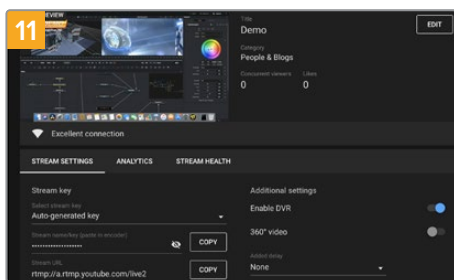 11
PREVIEW
Title
Demo
EDIT
Category
People & Blogs
Concurrent viewers Likes
0 0
Excellent connection
STREAM SETTINGS ANALYTICS STREAM HEALTH
Stream key
Additional settings
Select stream key
Auto-generated key
Enable DVR
Stream name/key (paste in encoder)
COPY
360° video
Stream URL
rtmp://a.rtmp.youtube.com/live2
COPY
Added delay
None